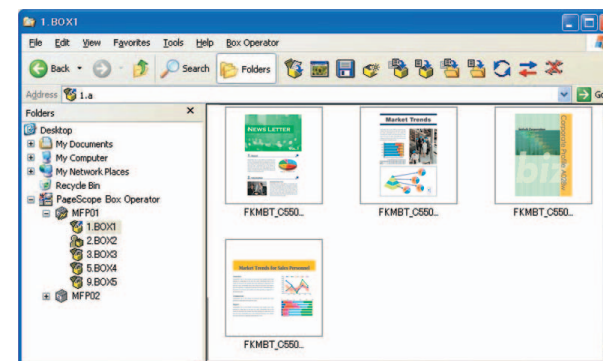 1.BOX1
File Edit View Favorites Tools Help Box Operator
Back Search Folders
Address 1.a Go
Folders x
Desktop
My Documents
My Computer
My Network Places
Recycle Bin
PageScope Box Operator
MFP01
1.BOX1
2.BOX2
3.BOX3
5.BOX4
9.BOX5
MFP02
NEWS LETTER
Market Trends
biz
FKMBT_C550... FKMBT_C550... FKMBT_C550...
Market Trends for Sales Personnel
FKMBT_C550...